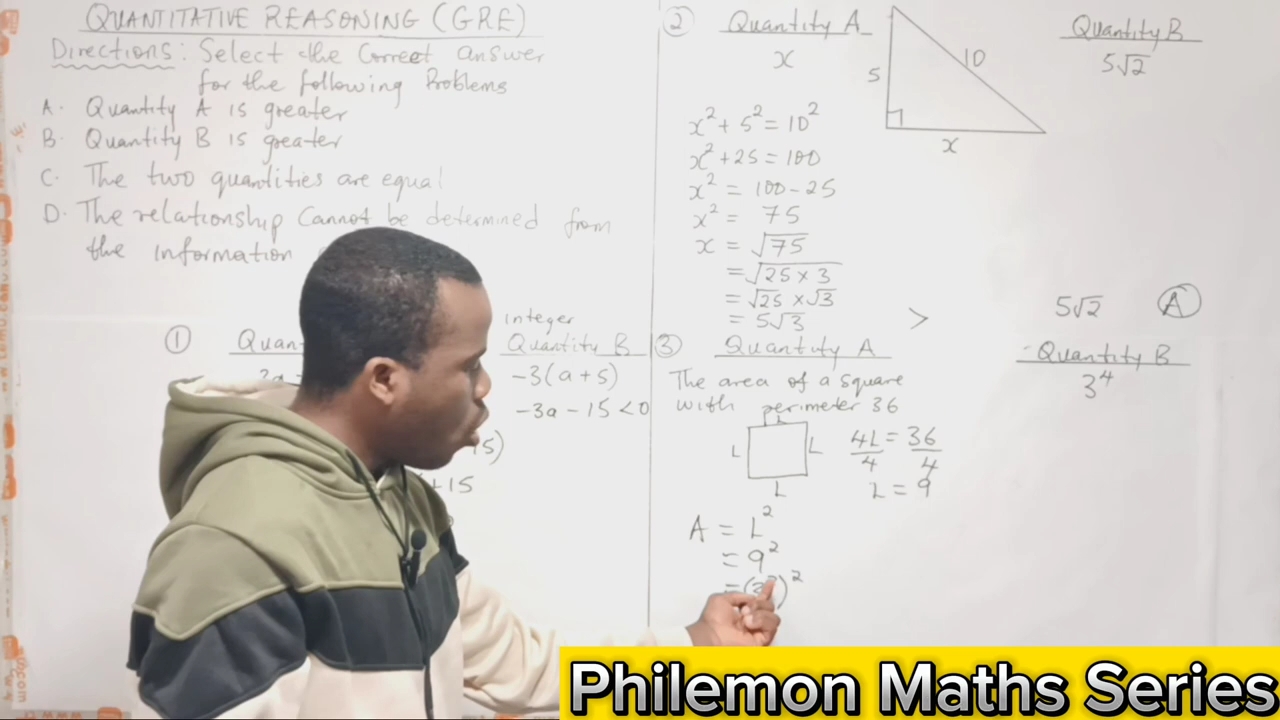 QUANTITATIVE REASONING (GRE)
Directions: Select the Correct answer
for the following Problems
A. Quantity A is greater
B. Quantity B is greater
C. The two quantities are equal
D. The relationship Cannot be determined from
the information
integer
① Quan
Quantity B
-3(a+5)
-3a-15<0
+15
② Quantity A
Quantity B
x
5√2
5
10
x
x² + 5² = 10²
x² + 25 = 100
x² = 100 - 25
x² = 75
x = √75
= √25 × 3
= √25 × √3
= 5√3 > 5√2 Ⓐ
③ Quantity A
Quantity B
The area of a square
with perimeter 36
3⁴
L
L
L
L
4L = 36
4 4
L = 9
A = L²
= 9²
Philemon Maths Series